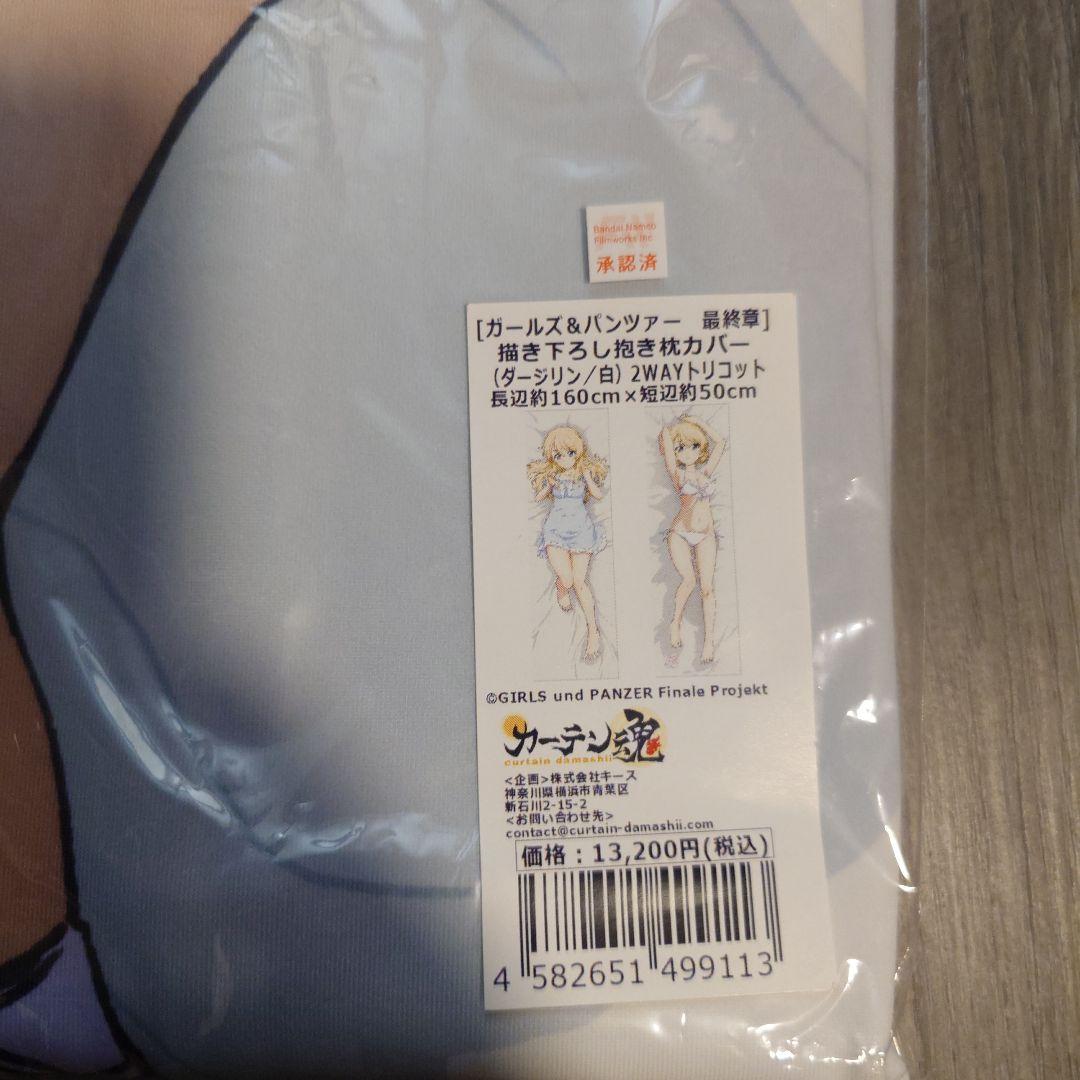 Bandai Namco
Filmworks Inc.
承認済
[ガールズ&パンツァー　最終章]
描き下ろし抱き枕カバー
(ダージリン/白) 2WAYトリコット
長辺約160cm×短辺約50cm
©GIRLS und PANZER Finale Projekt
カーテン魂
curtain damashii
<企画>株式会社キース
神奈川県横浜市青葉区
新石川2-15-2
<お問い合わせ先>
contact@curtain-damashii.com
価格：13,200円(税込)
4 582651 499113